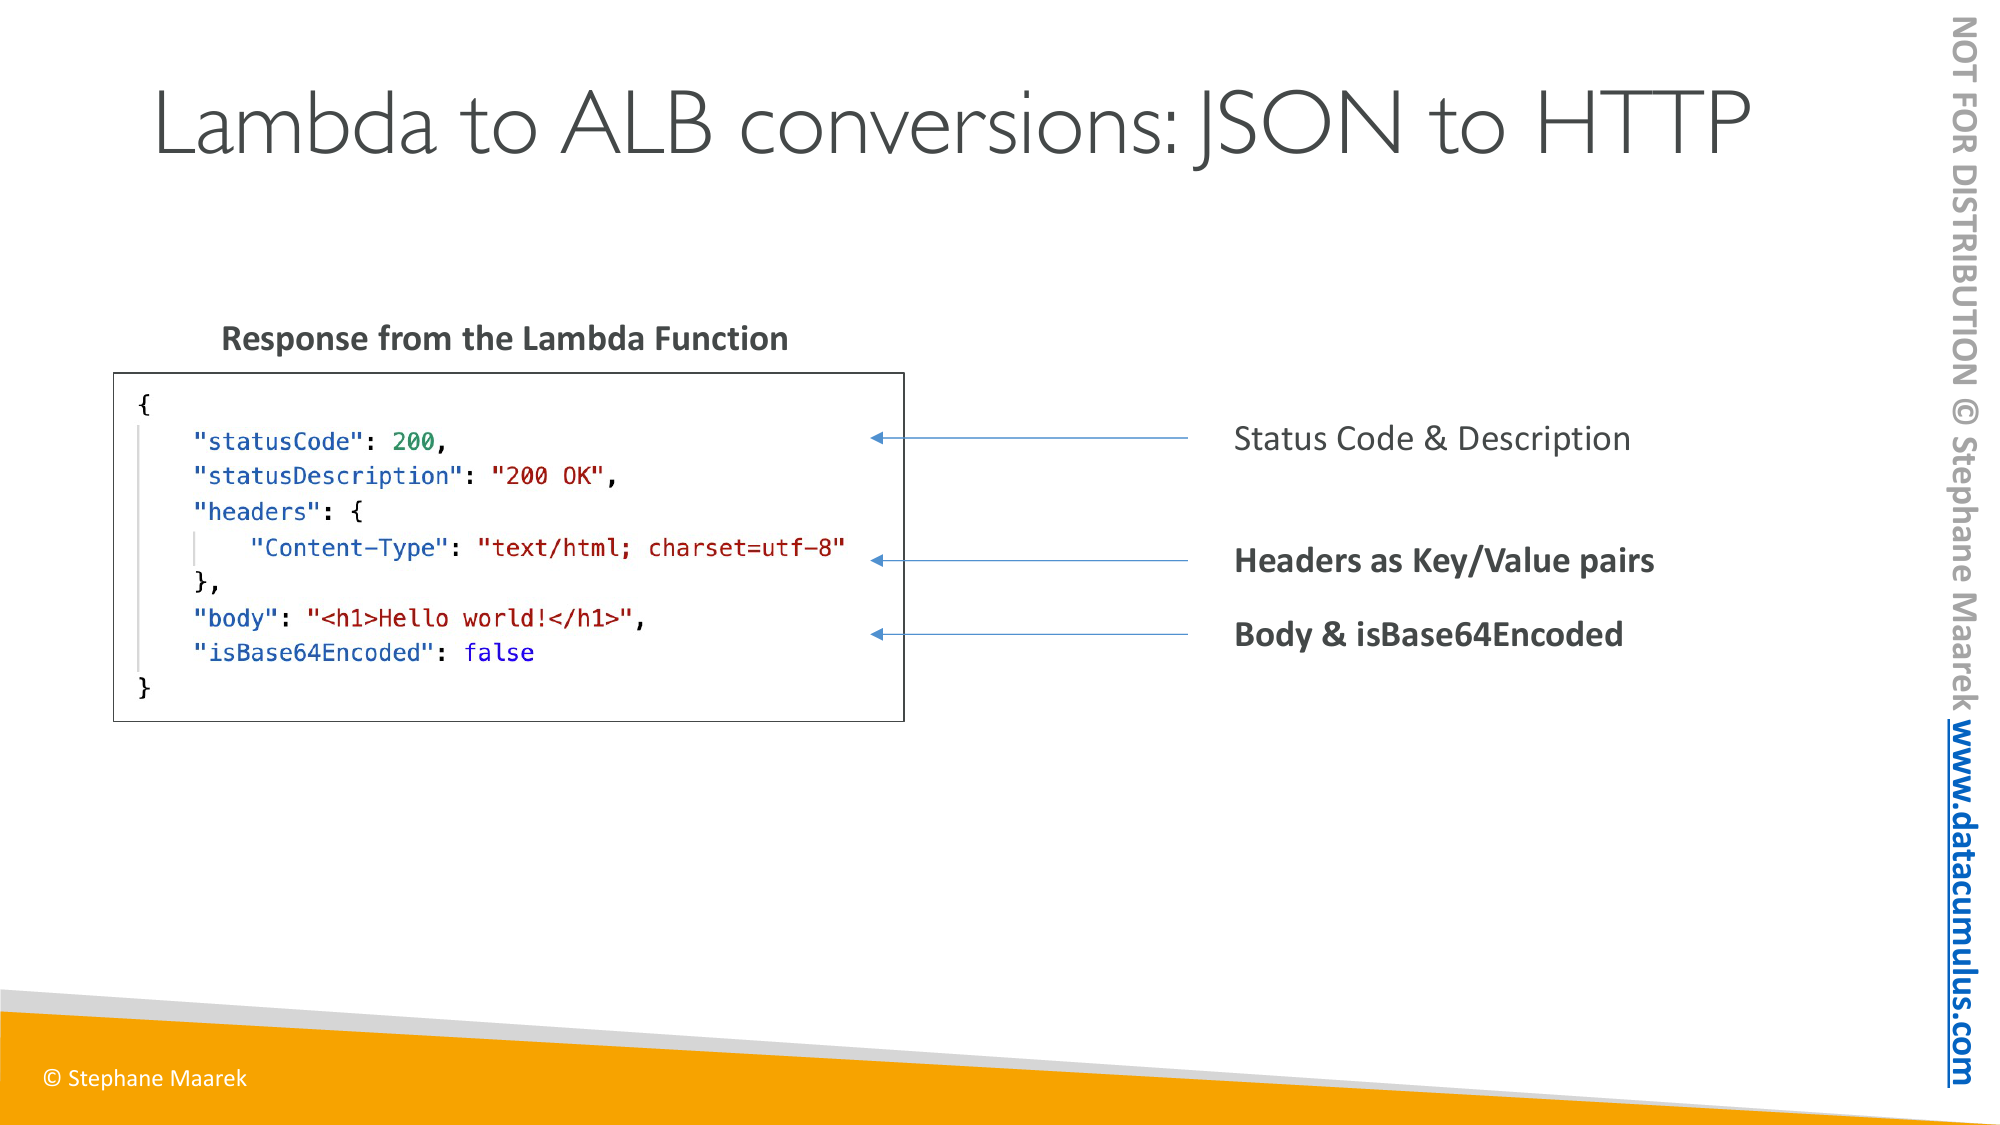 Lambda to ALB conversions: JSON to HTTP
Response from the Lambda Function
{
"statusCode": 200,
"statusDescription": "200 OK",
"headers": {
"Content-Type": "text/html; charset=utf-8"
},
"body": "<h1>Hello world!</h1>",
"isBase64Encoded": false
}
Status Code & Description
Headers as Key/Value pairs
Body & isBase64Encoded
© Stephane Maarek
NOT FOR DISTRIBUTION © Stephane Maarek www.datacumulus.com